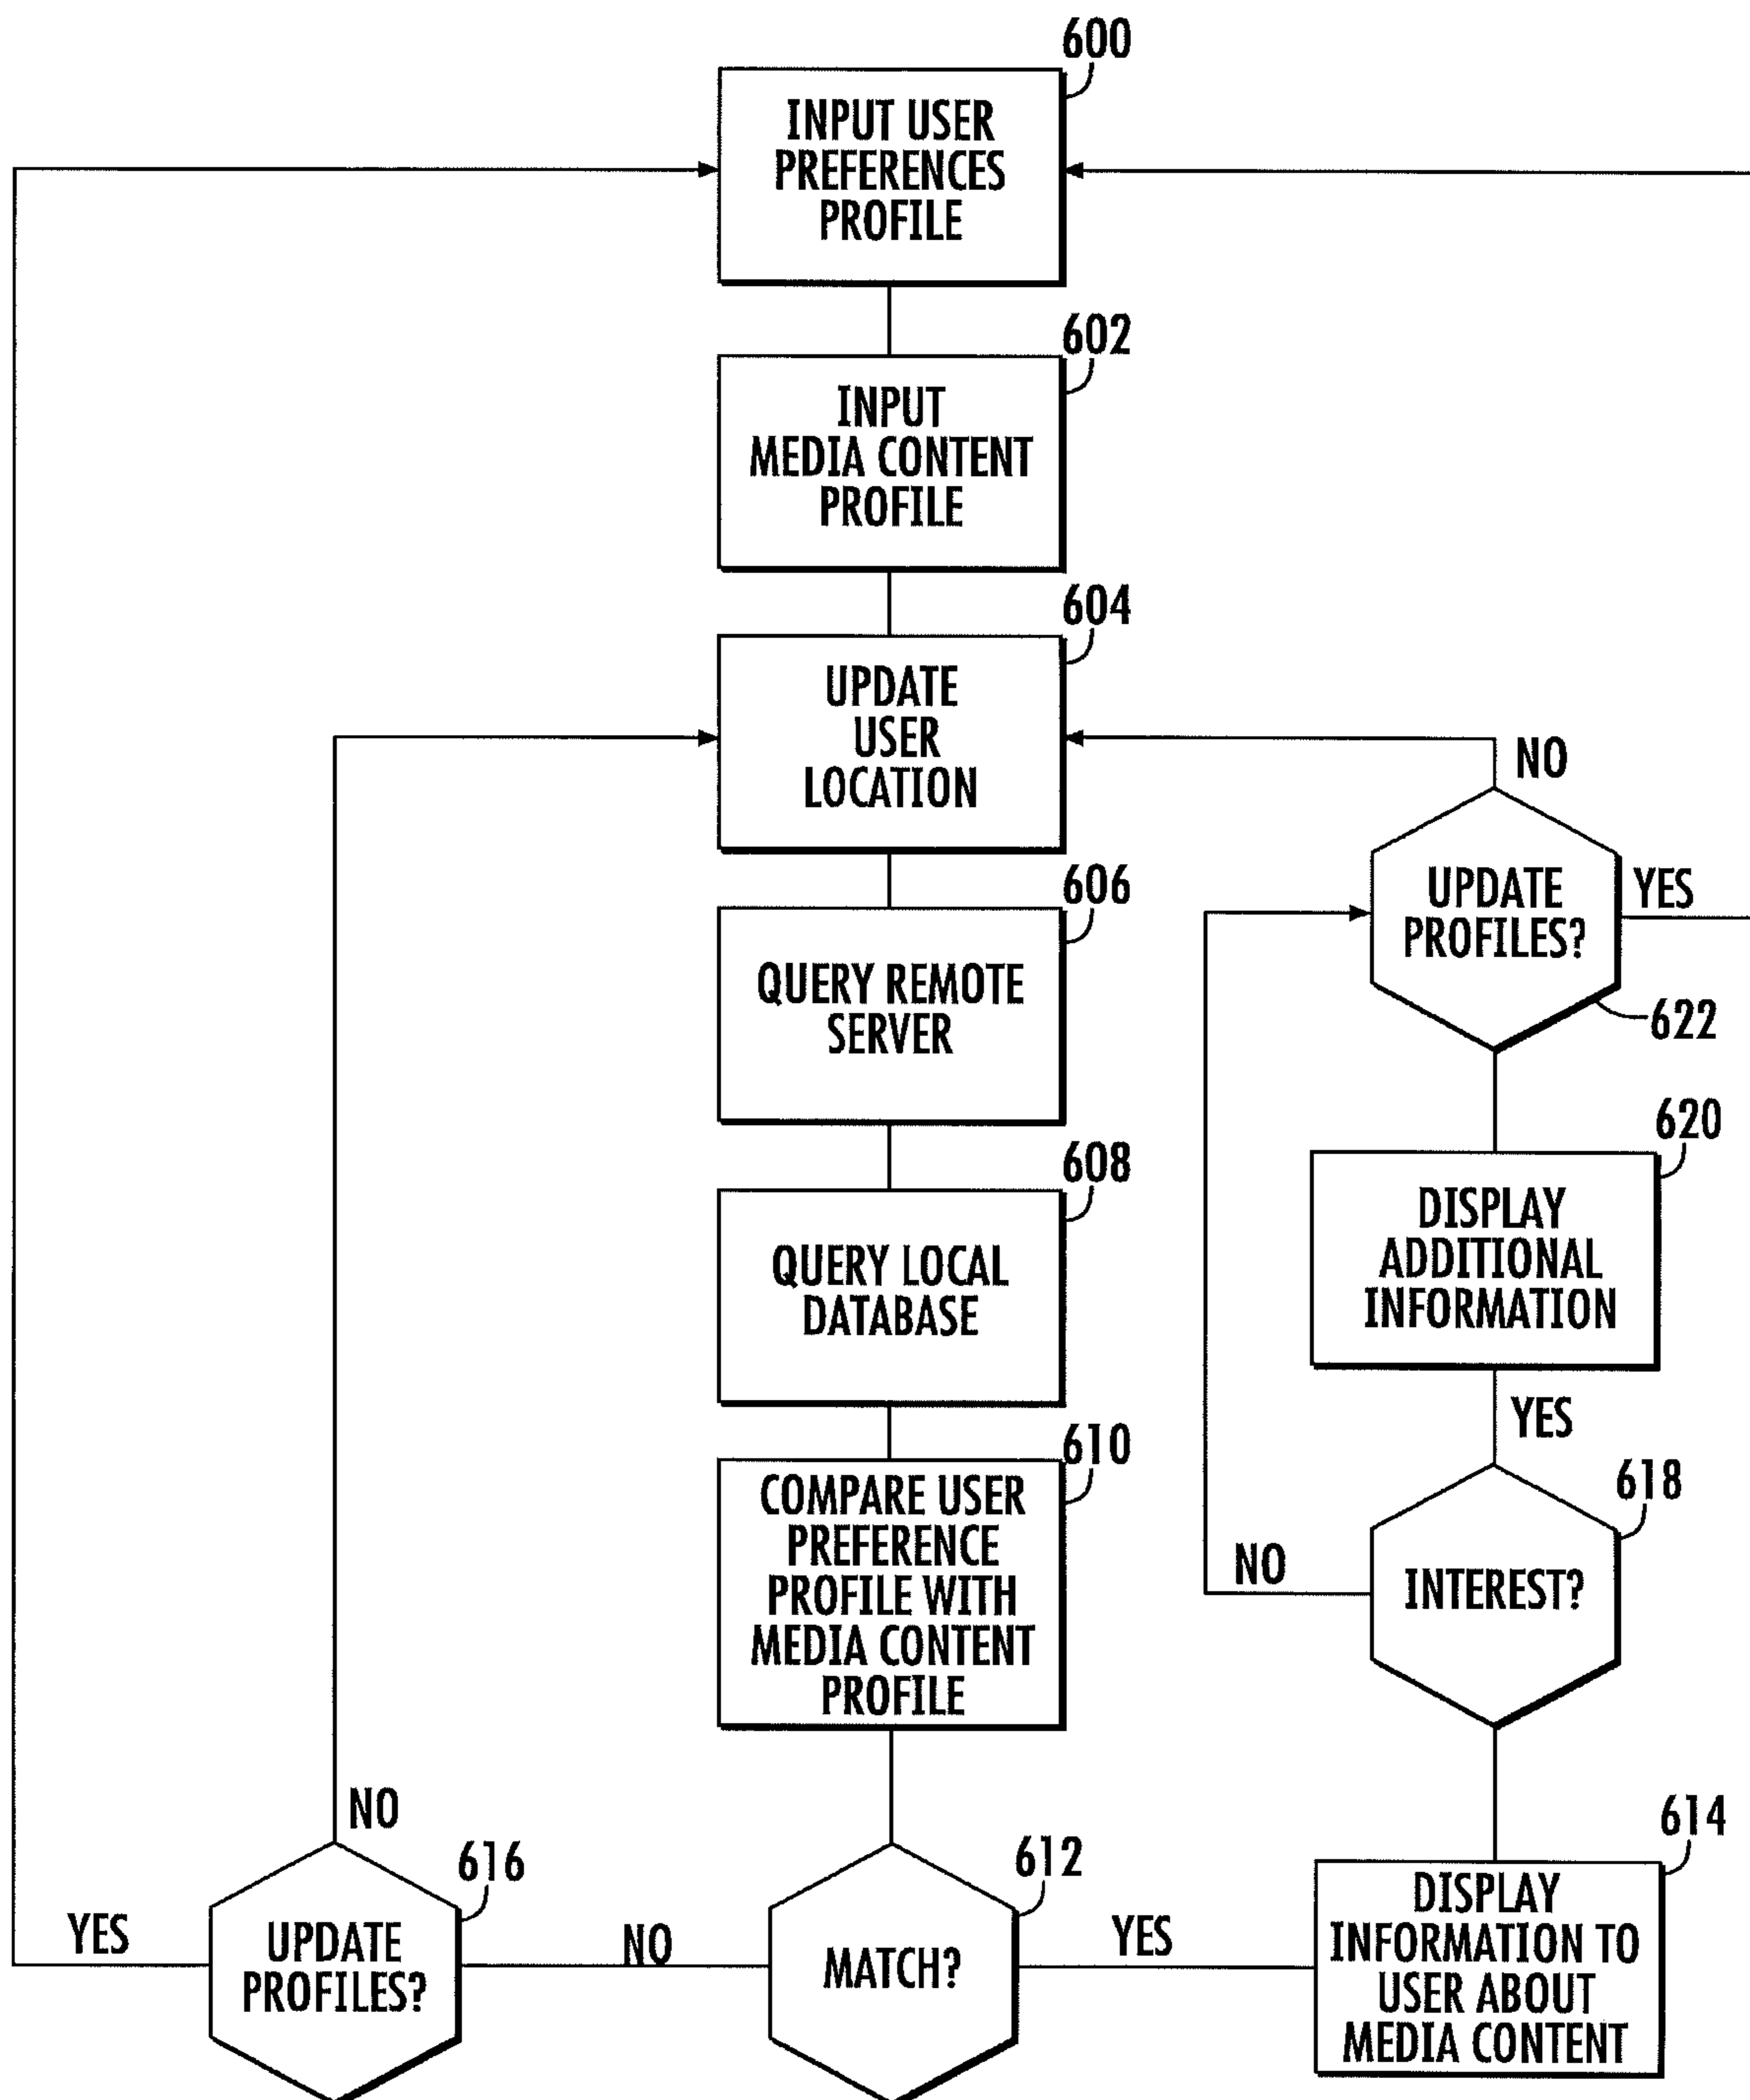 600
INPUT USER
PREFERENCES
PROFILE
602
INPUT
MEDIA CONTENT
PROFILE
604
UPDATE
USER
LOCATION
NO
606
UPDATE
PROFILES?
YES
622
QUERY REMOTE
SERVER
620
DISPLAY
ADDITIONAL
INFORMATION
608
QUERY LOCAL
DATABASE
YES
610
COMPARE USER
PREFERENCE
PROFILE WITH
MEDIA CONTENT
PROFILE
618
INTEREST?
NO
NO
616
UPDATE
PROFILES?
YES
NO
612
MATCH?
YES
614
DISPLAY
INFORMATION TO
USER ABOUT
MEDIA CONTENT